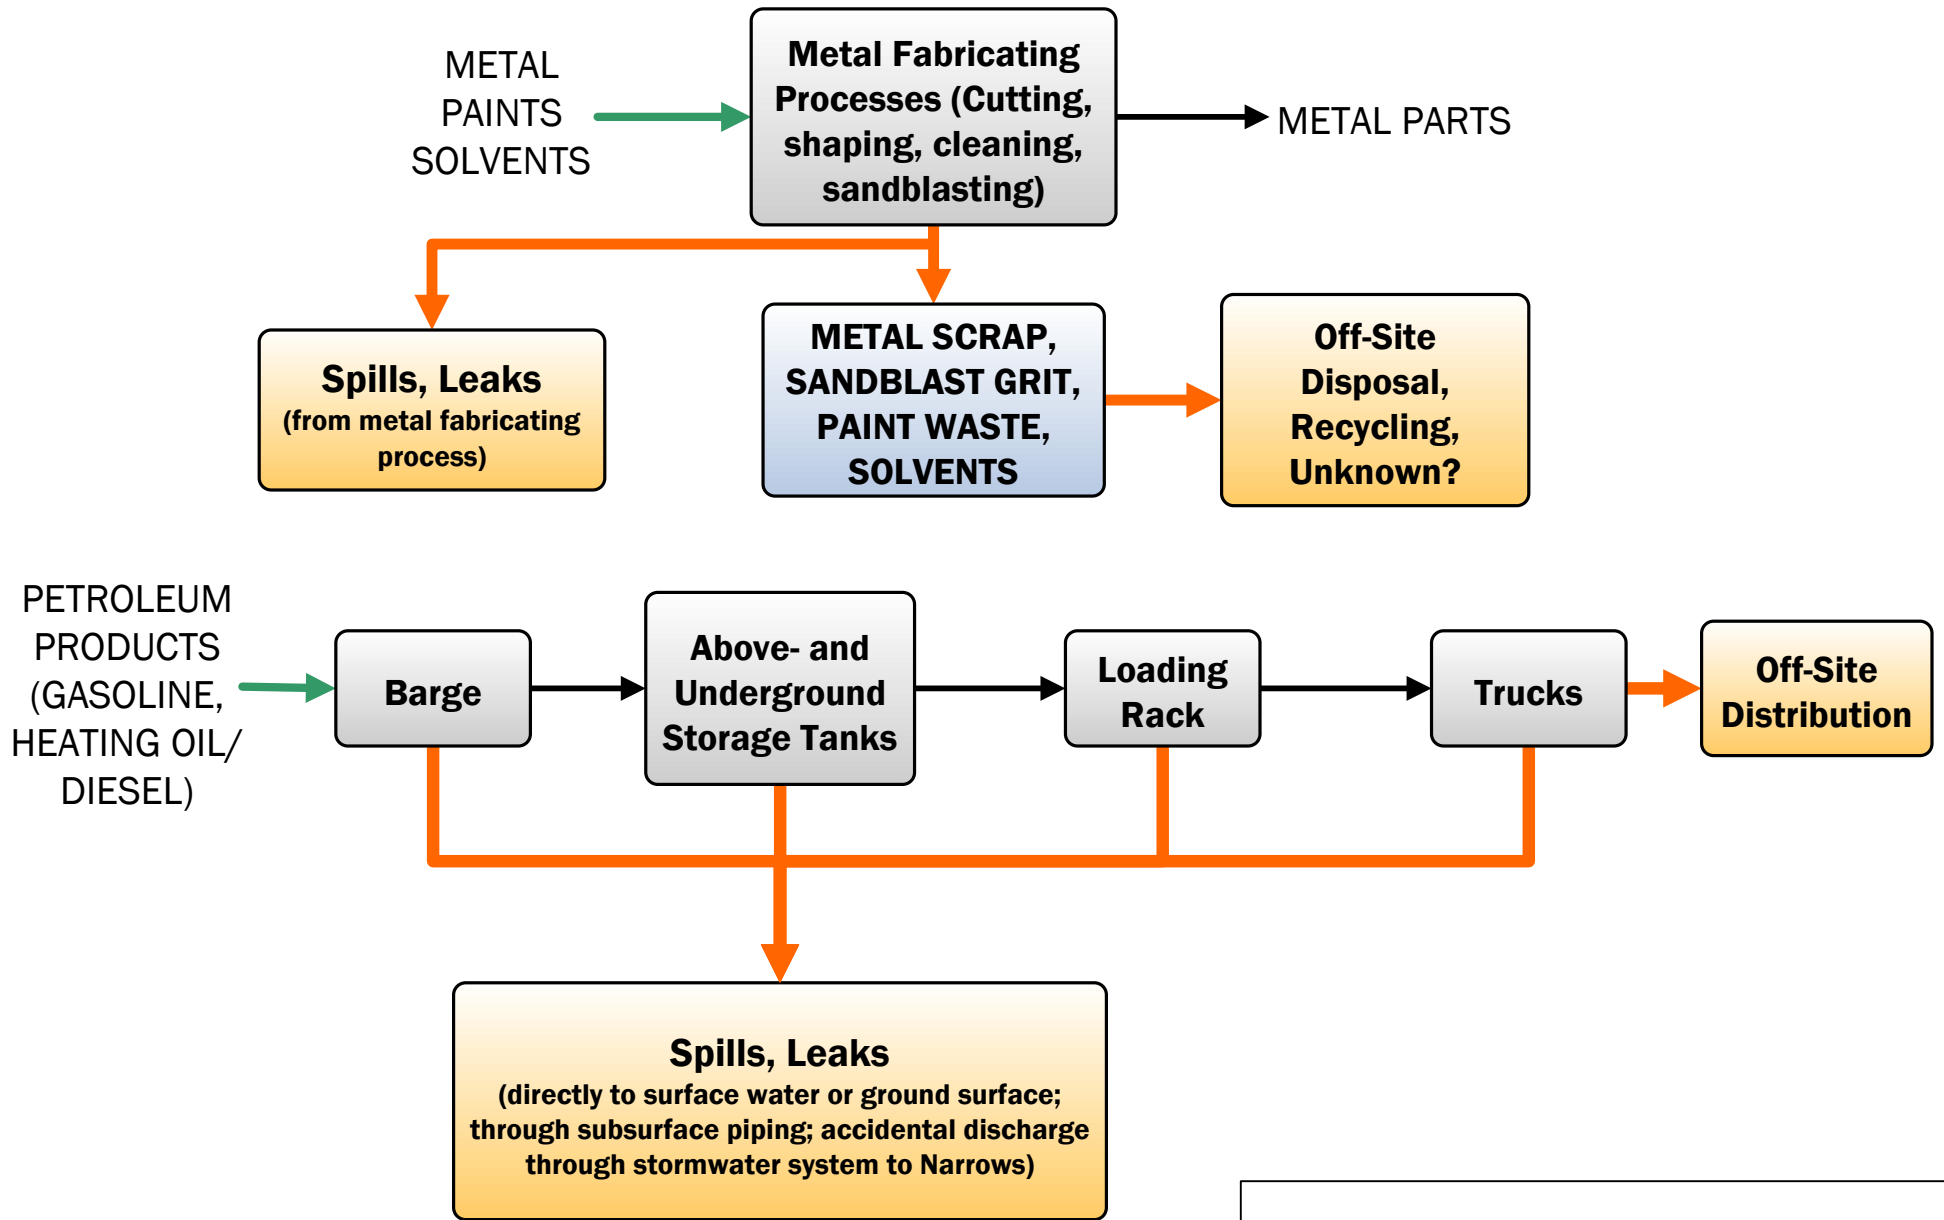 METAL
PAINTS
SOLVENTS
Metal Fabricating
Processes (Cutting,
shaping, cleaning,
sandblasting)
METAL PARTS
Spills, Leaks
(from metal fabricating
process)
METAL SCRAP,
SANDBLAST GRIT,
PAINT WASTE,
SOLVENTS
Off-Site
Disposal,
Recycling,
Unknown?
PETROLEUM
PRODUCTS
(GASOLINE,
HEATING OIL/
DIESEL)
Barge
Above- and
Underground
Storage Tanks
Loading
Rack
Trucks
Off-Site
Distribution
Spills, Leaks
(directly to surface water or ground surface;
through subsurface piping; accidental discharge
through stormwater system to Narrows)